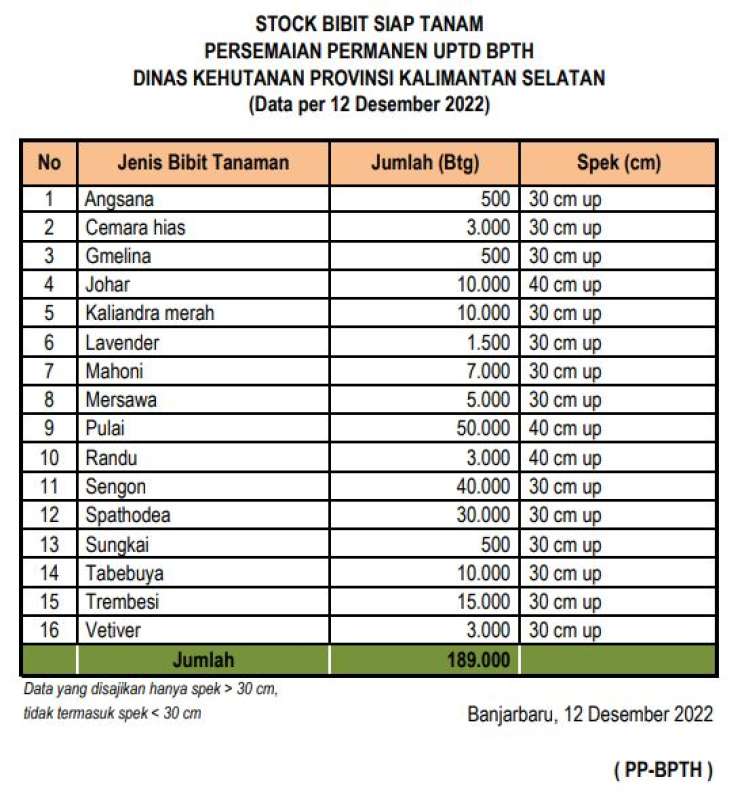 STOCK BIBIT SIAP TANAM
PERSEMAIAN PERMANEN UPTD BPTH
DINAS KEHUTANAN PROVINSI KALIMANTAN SELATAN
(Data per 12 Desember 2022)
No Jenis Bibit Tanaman Jumlah (Btg) Spek (cm)
1 Angsana 500 30 cm up
2 Cemara hias 3.000 30 cm up
3 Gmelina 500 30 cm up
4 Johar 10.000 40 cm up
5 Kaliandra merah 10.000 30 cm up
6 Lavender 1.500 30 cm up
7 Mahoni 7.000 30 cm up
8 Mersawa 5.000 30 cm up
9 Pulai 50.000 40 cm up
10 Randu 3.000 40 cm up
11 Sengon 40.000 30 cm up
12 Spathodea 30.000 30 cm up
13 Sungkai 500 30 cm up
14 Tabebuya 10.000 30 cm up
15 Trembesi 15.000 30 cm up
16 Vetiver 3.000 30 cm up
Jumlah 189.000
Data yang disajikan hanya spek > 30 cm,
tidak termasuk spek < 30 cm
Banjarbaru, 12 Desember 2022
( PP-BPTH )